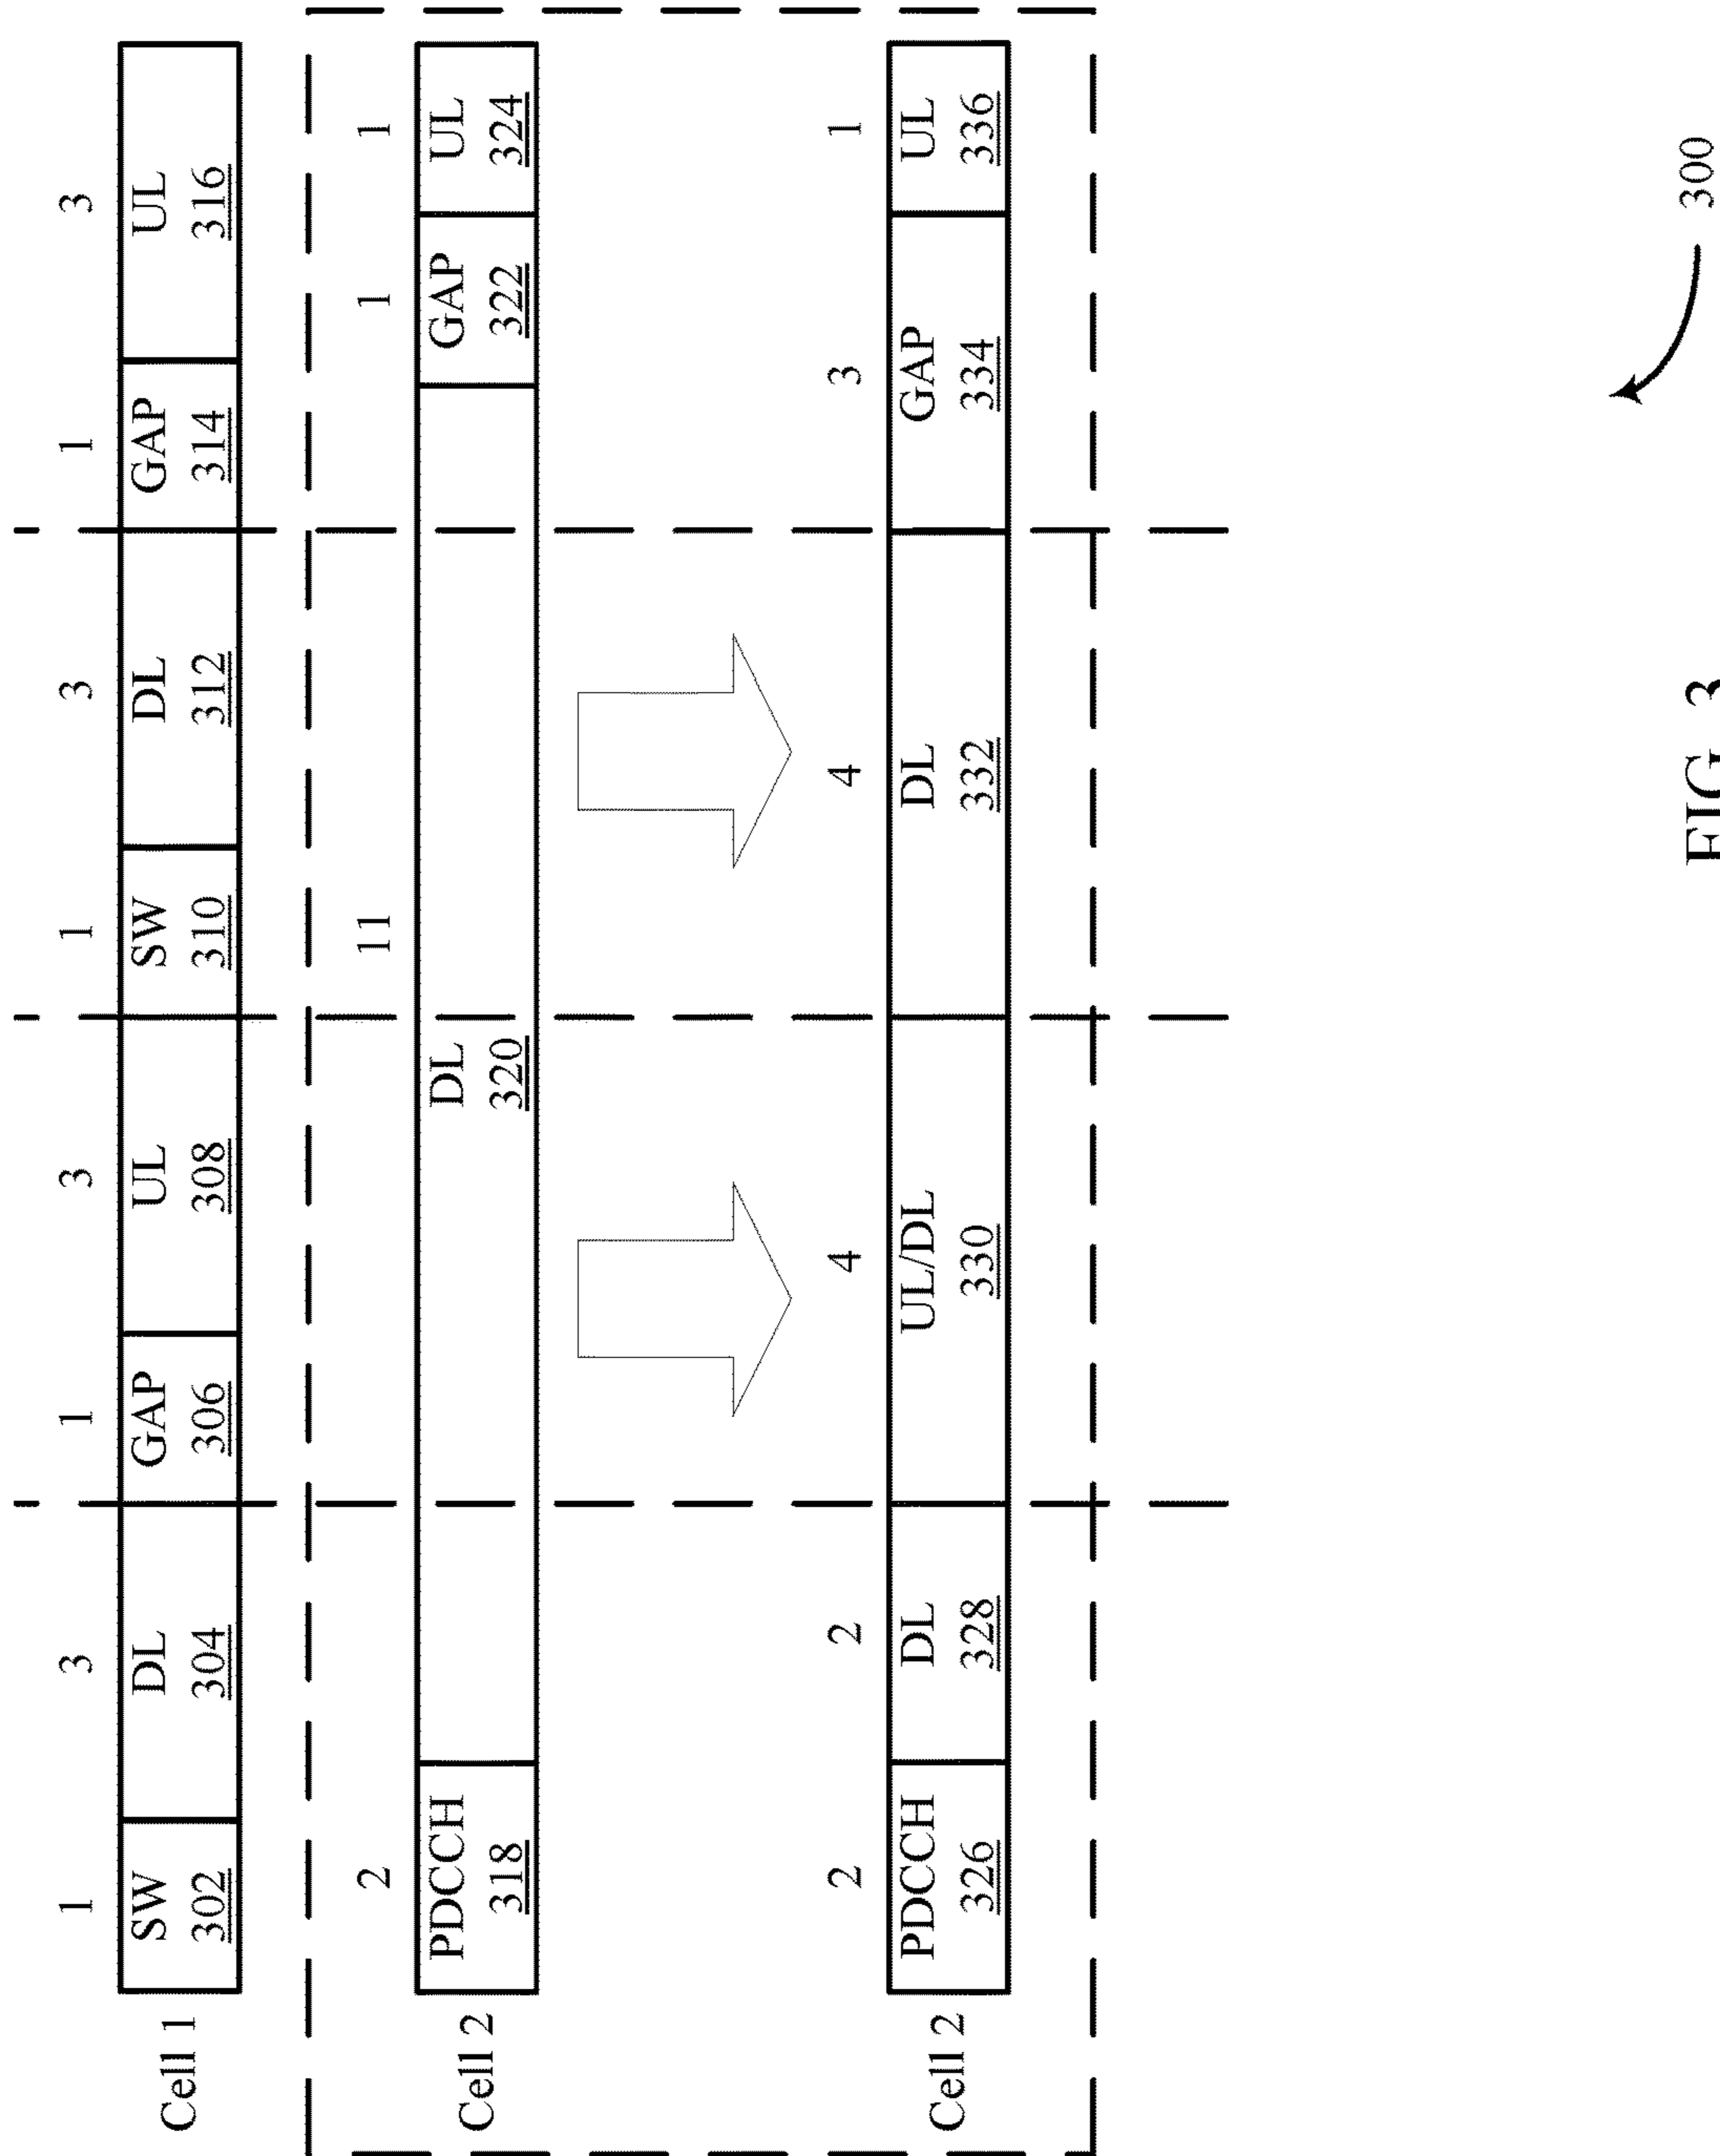 1 3 1 3 1 3 1 3
Cell 1
SW 302
DL 304
GAP 306
UL 308
SW 310
DL 312
GAP 314
UL 316
2 11 1 1
Cell 2
PDCCH 318
DL 320
GAP 322
UL 324
2 2 4 4 3 1
Cell 2
PDCCH 326
DL 328
UL/DL 330
DL 332
GAP 334
UL 336
300
FIG. 3